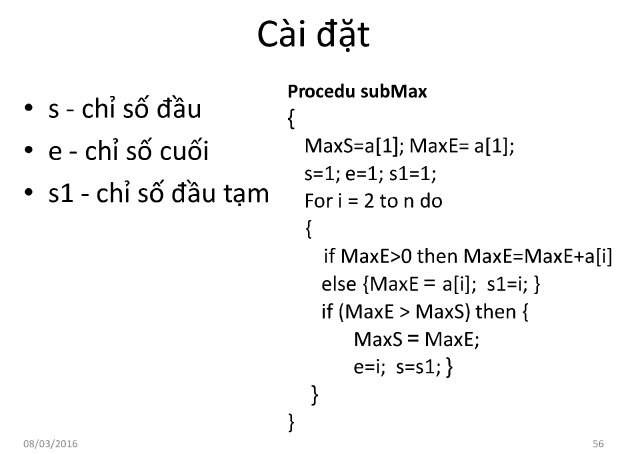 Cài đặt
• s - chỉ số đầu
• e - chỉ số cuối
• s1 - chỉ số đầu tạm
Procedu subMax
{
MaxS=a[1]; MaxE= a[1];
s=1; e=1; s1=1;
For i = 2 to n do
{
if MaxE>0 then MaxE=MaxE+a[i]
else {MaxE = a[i]; s1=i; }
if (MaxE > MaxS) then {
MaxS = MaxE;
e=i; s=s1; }
}
}
08/03/2016
56